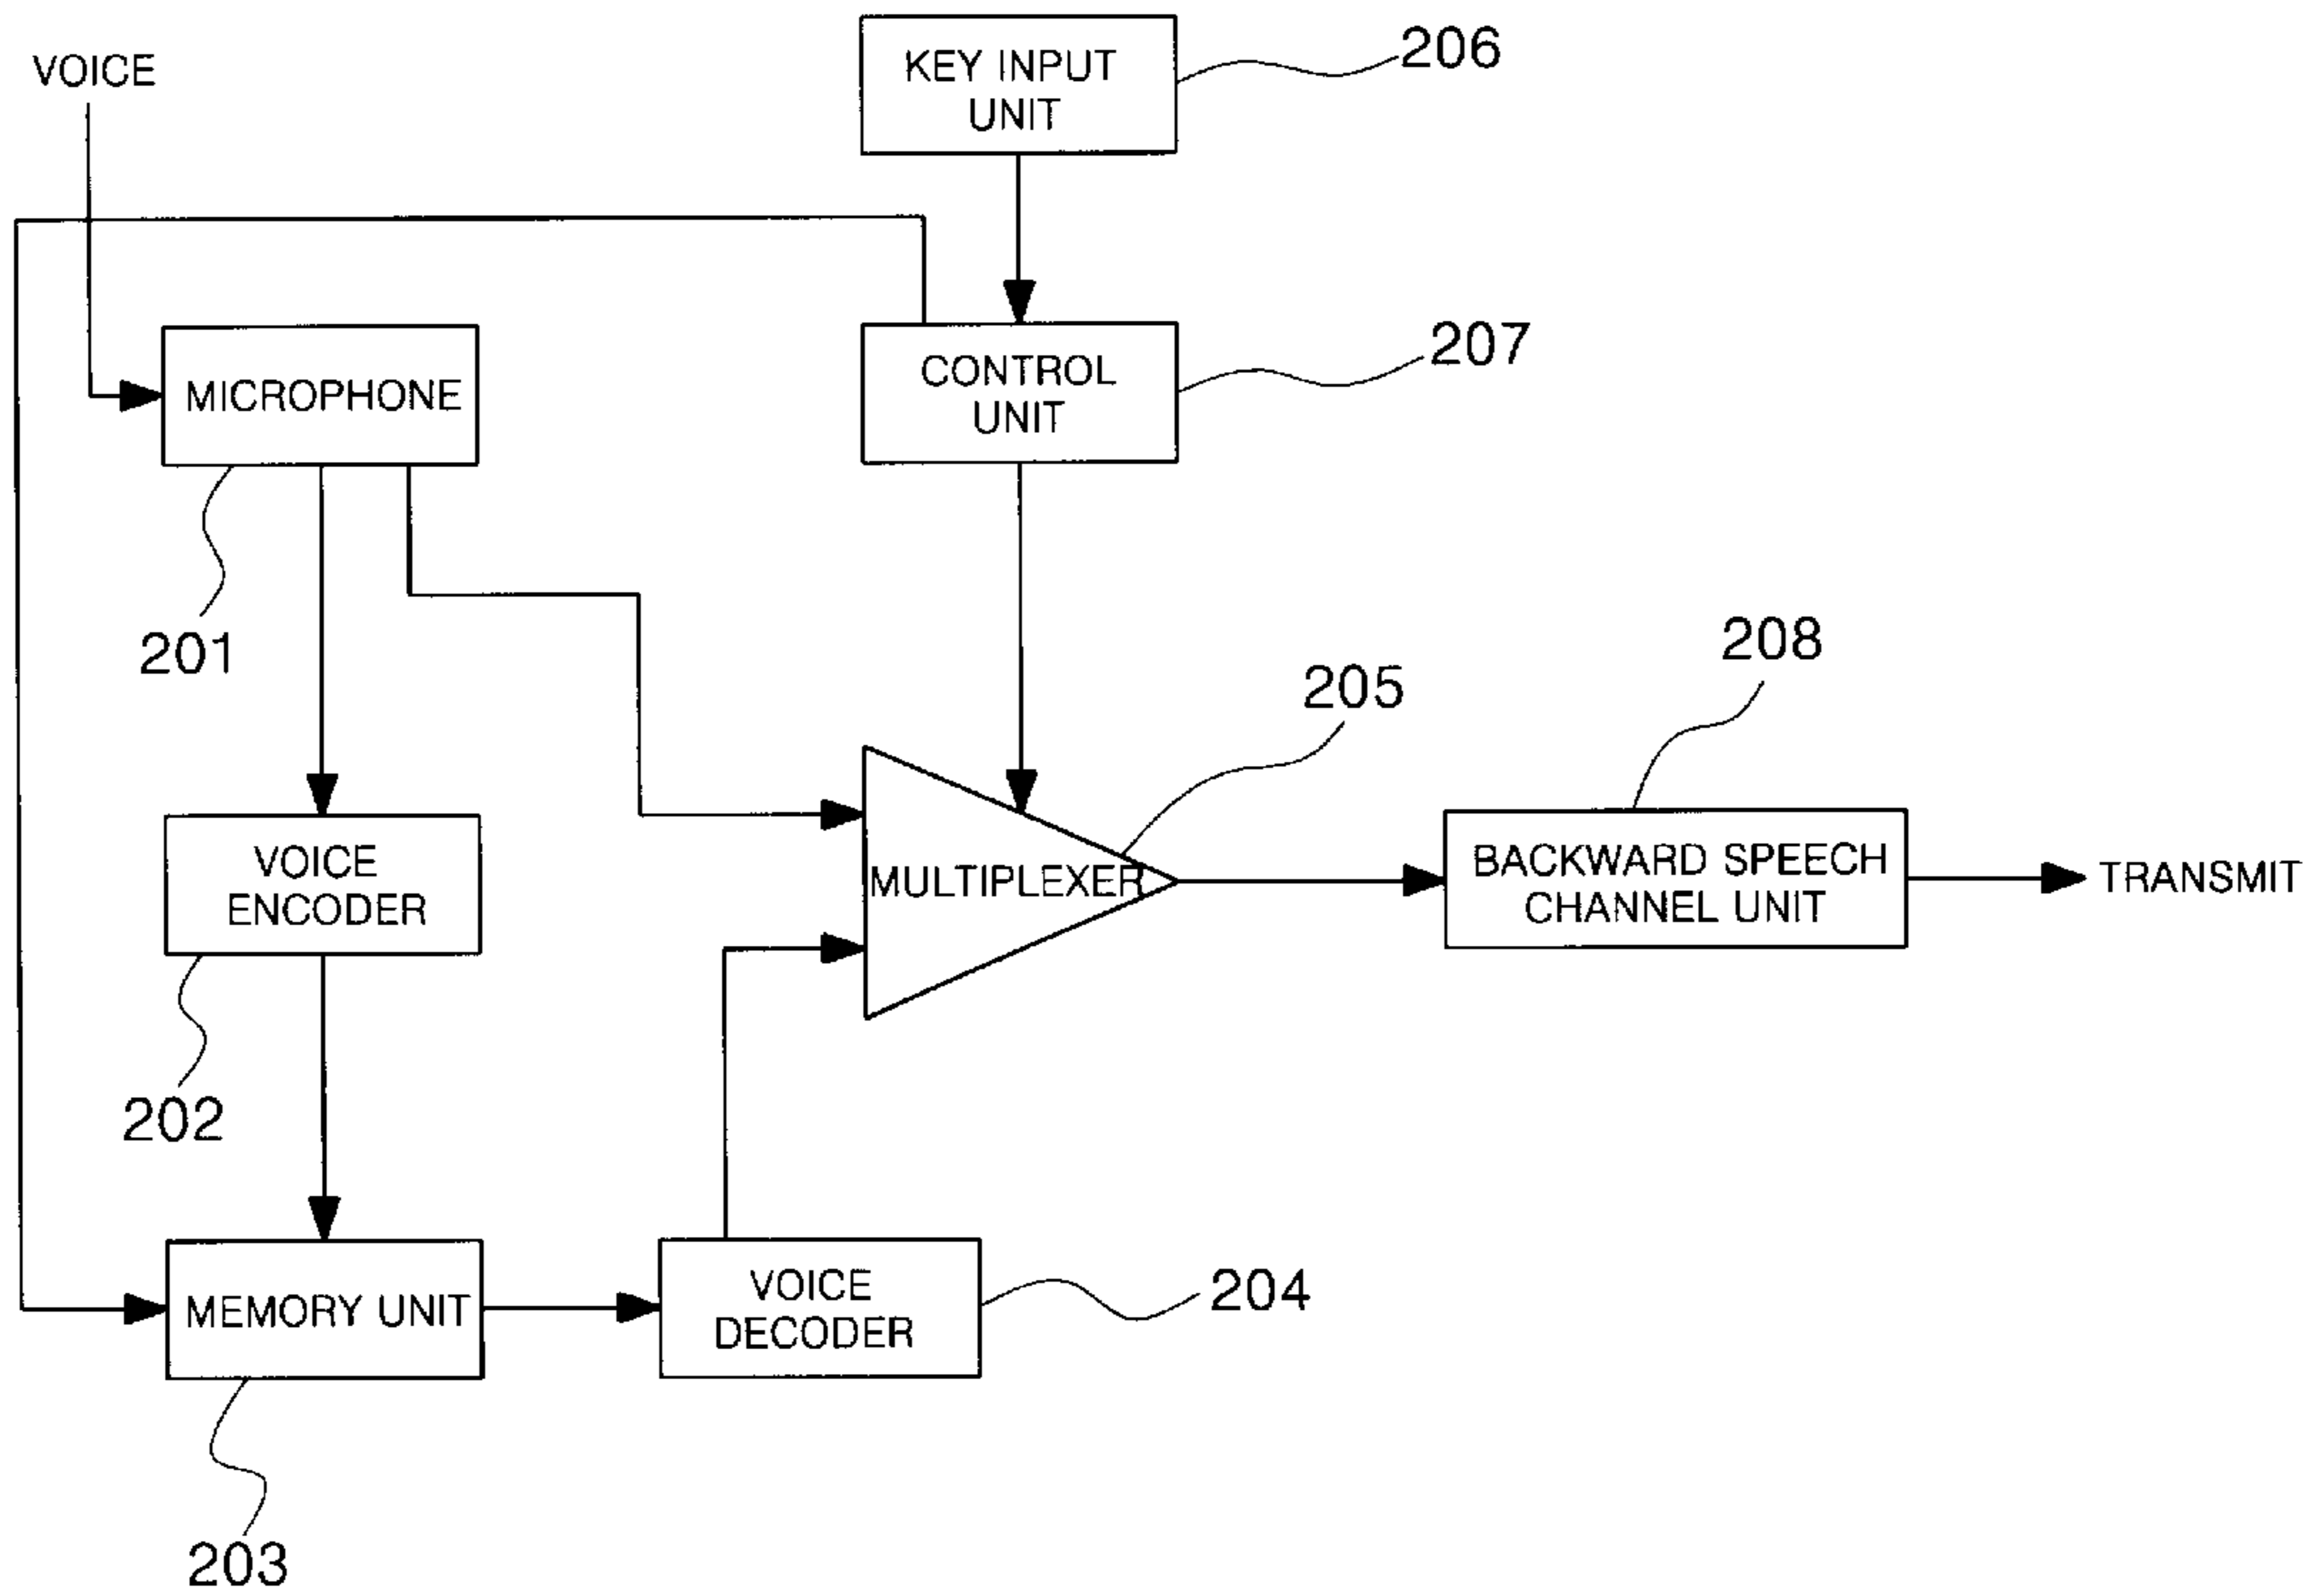 VOICE
KEY INPUT
UNIT
206
MICROPHONE
CONTROL
UNIT
207
201
205
208
VOICE
ENCODER
MULTIPLEXER
BACKWARD SPEECH
CHANNEL UNIT
TRANSMIT
202
MEMORY UNIT
VOICE
DECODER
204
203